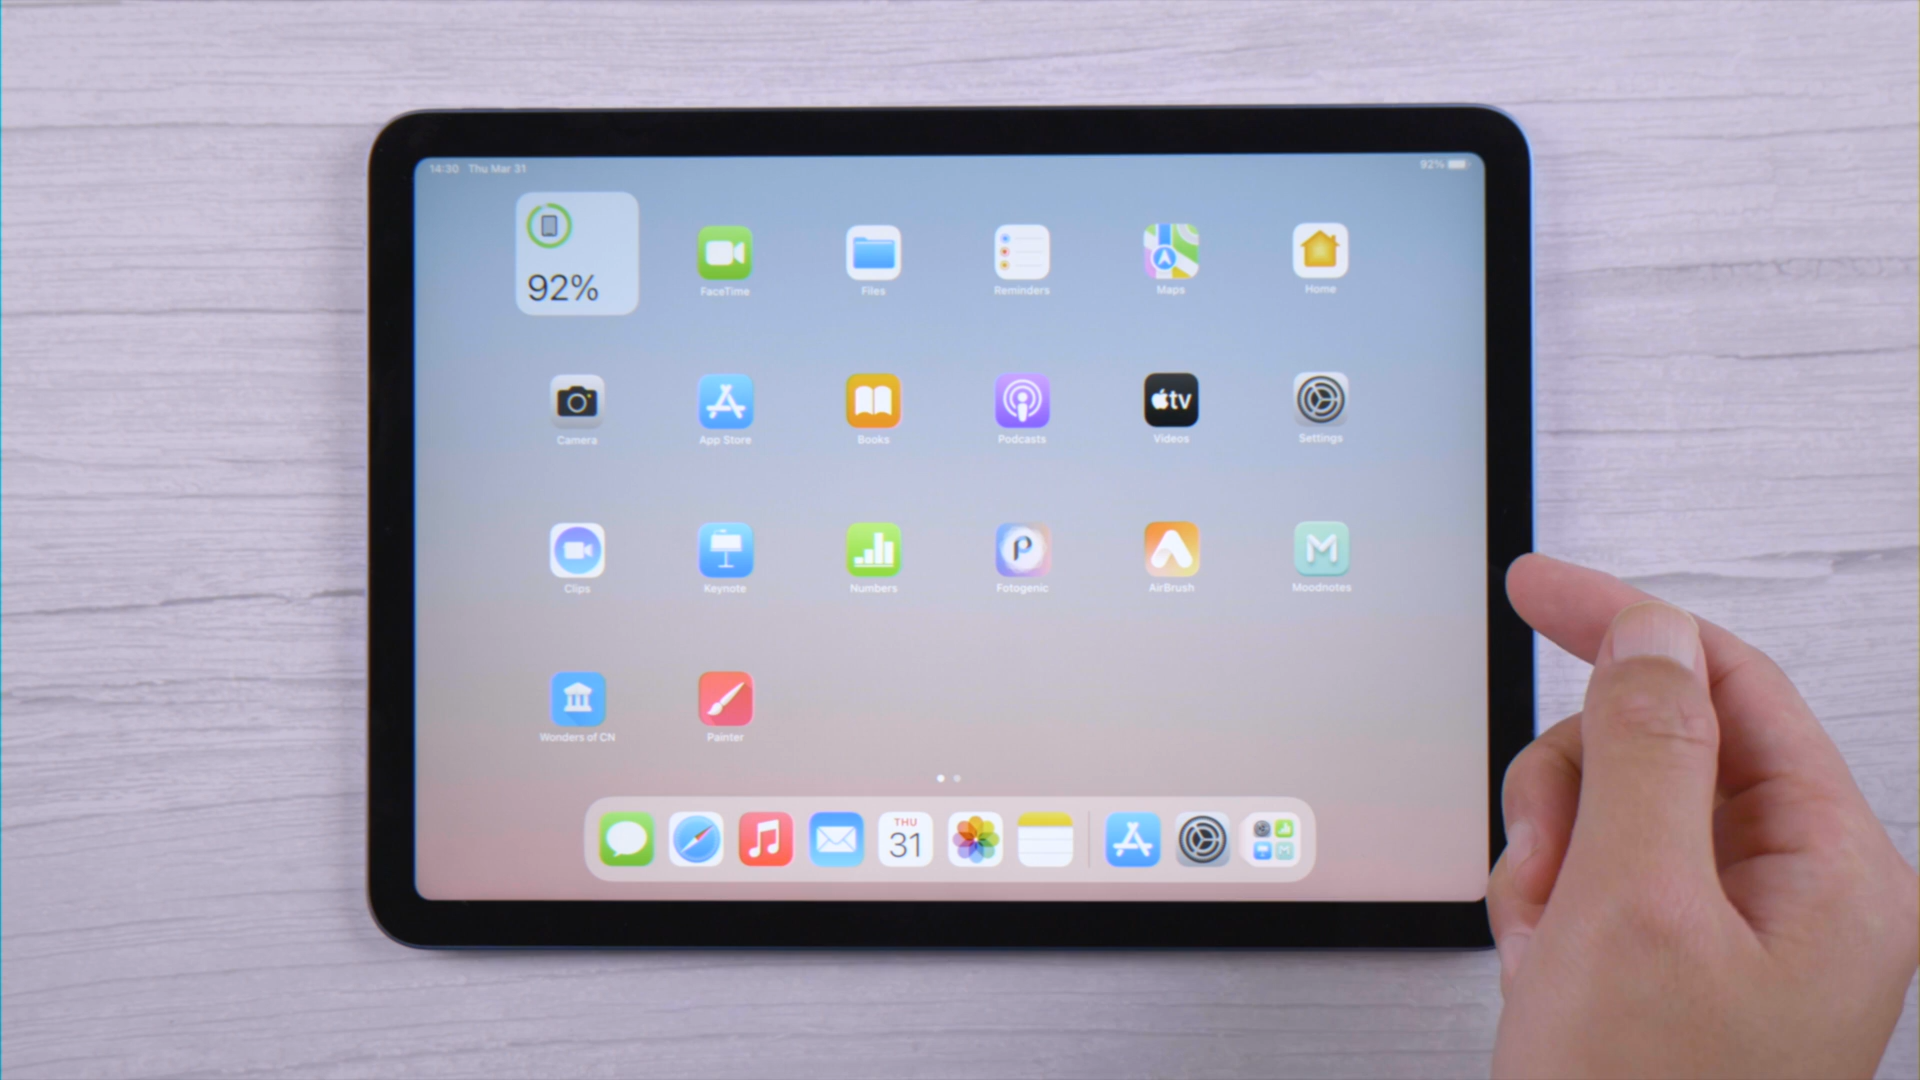 14:30 Thu Mar 31
92%
92%
FaceTime
Files
Reminders
Maps
Home
Camera
App Store
Books
Podcasts
tv
Videos
Settings
Clips
Keynote
Numbers
P
Fotogenic
AirBrush
M
Moodnotes
Wonders of CN
Painter
THU
31
M